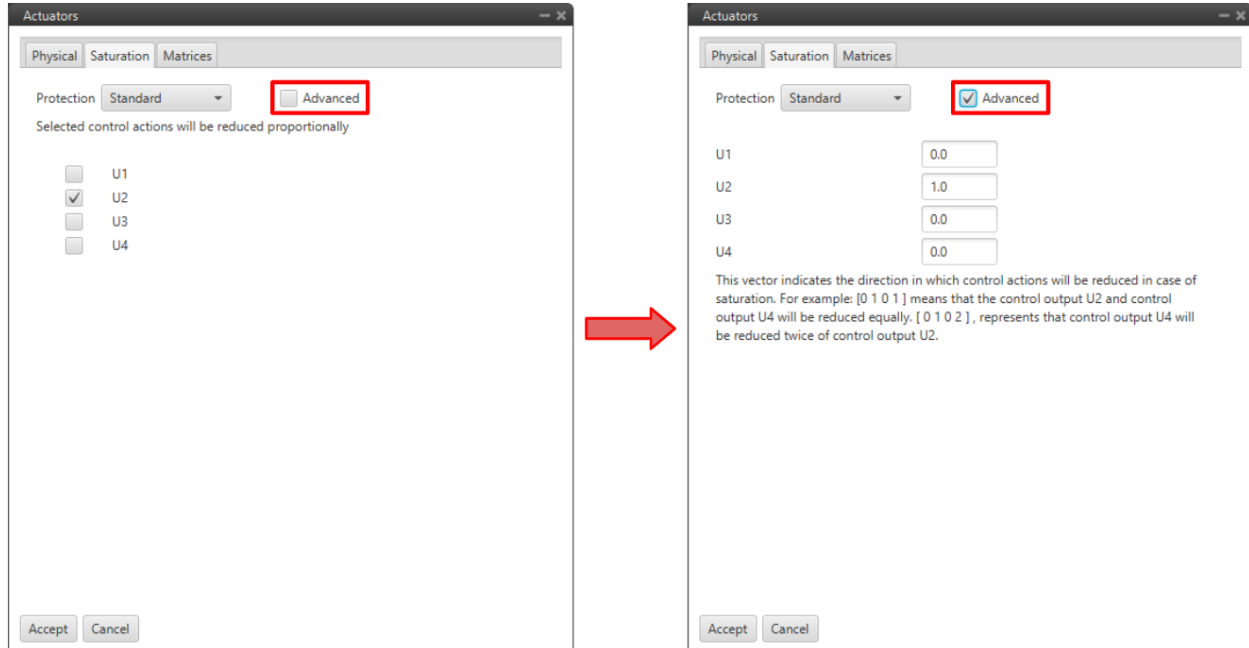 Actuators
Physical Saturation Matrices
Protection Standard Advanced
Selected control actions will be reduced proportionally
U1
U2
U3
U4
Accept Cancel
Actuators
Physical Saturation Matrices
Protection Standard Advanced
U1 0.0
U2 1.0
U3 0.0
U4 0.0
This vector indicates the direction in which control actions will be reduced in case of
saturation. For example: [0 1 0 1 ] means that the control output U2 and control
output U4 will be reduced equally. [ 0 1 0 2 ] , represents that control output U4 will
be reduced twice of control output U2.
Accept Cancel